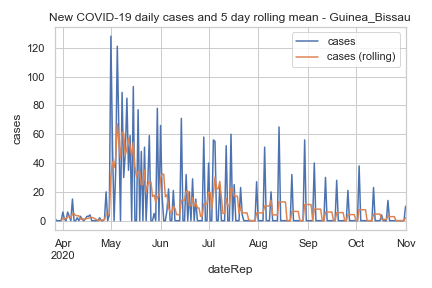 New COVID-19 daily cases and 5 day rolling mean - Guinea_Bissau
cases
cases (rolling)
cases
120
100
80
60
40
20
0
Apr May Jun Jul Aug Sep Oct Nov
2020
dateRep